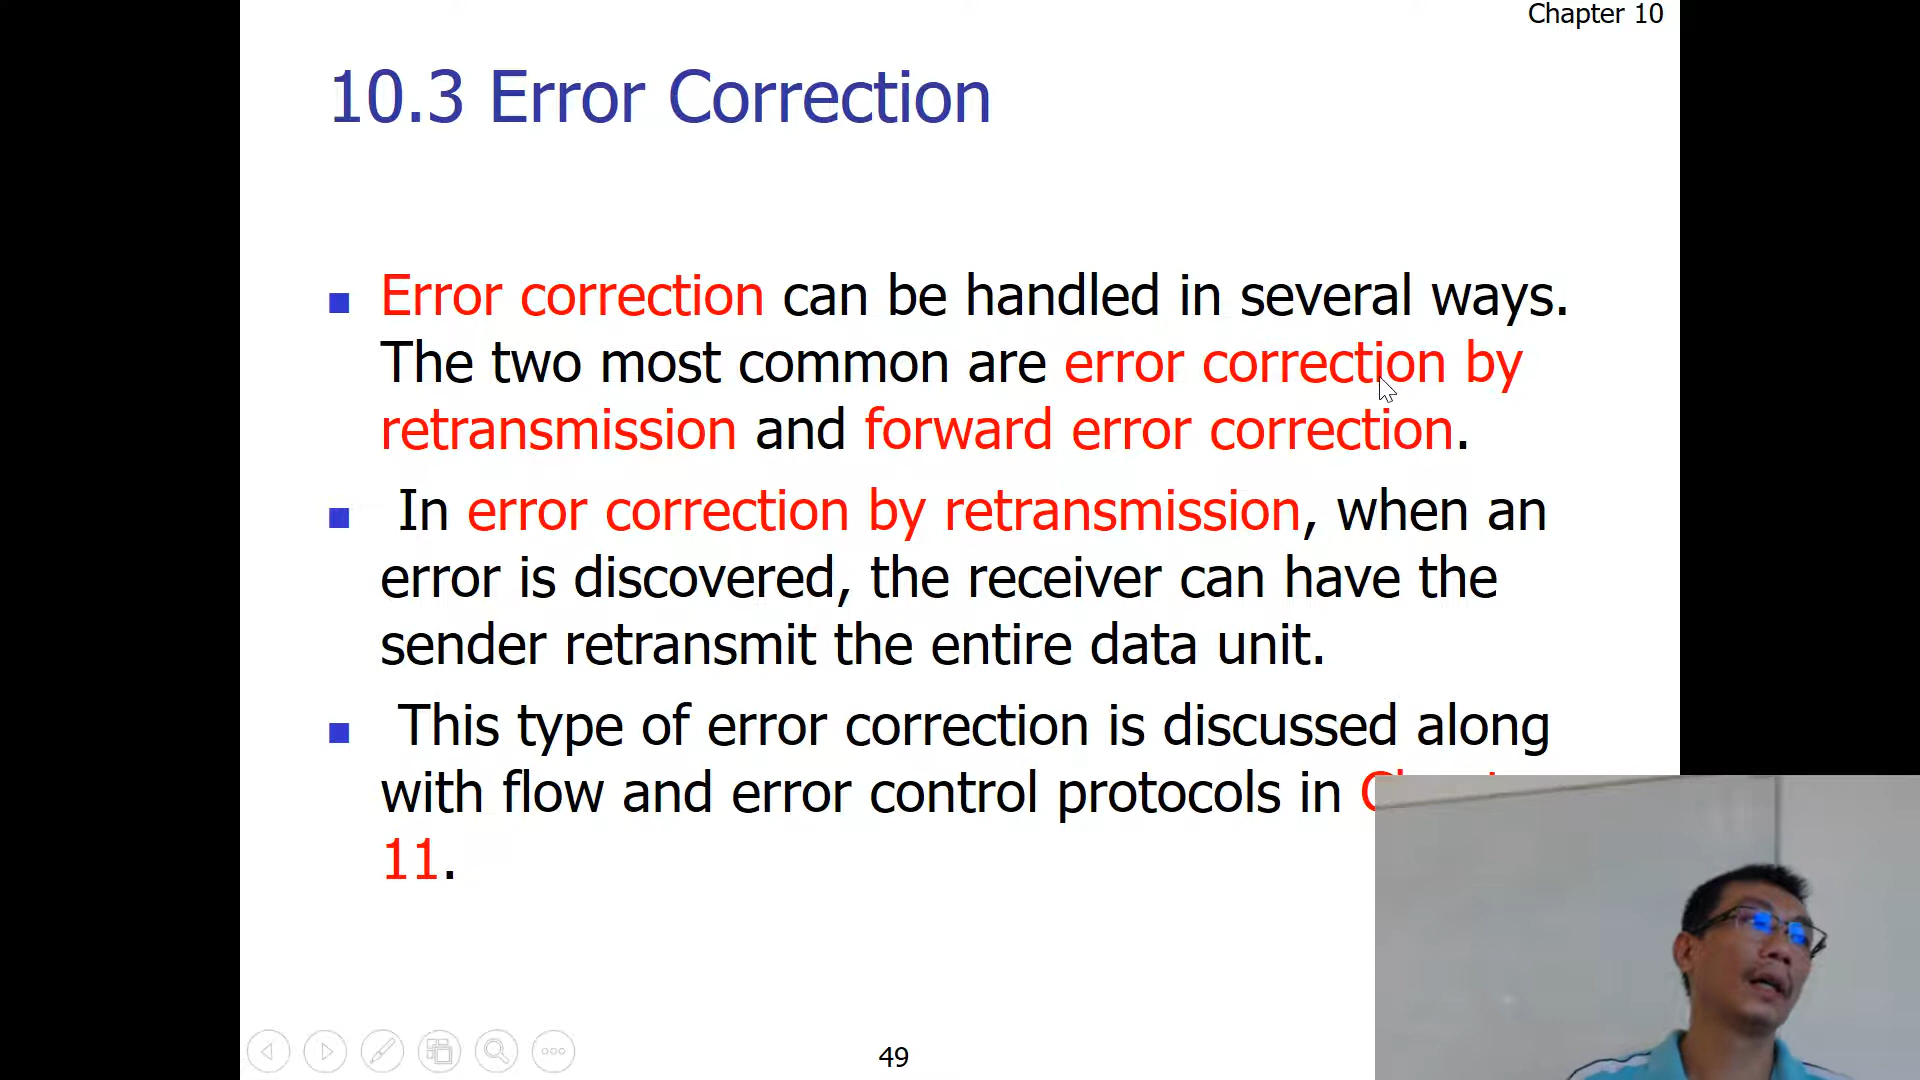 Chapter 10
10.3 Error Correction
Error correction can be handled in several ways.
The two most common are error correction by
retransmission and forward error correction.
In error correction by retransmission, when an
error is discovered, the receiver can have the
sender retransmit the entire data unit.
This type of error correction is discussed along
with flow and error control protocols in
11.
49